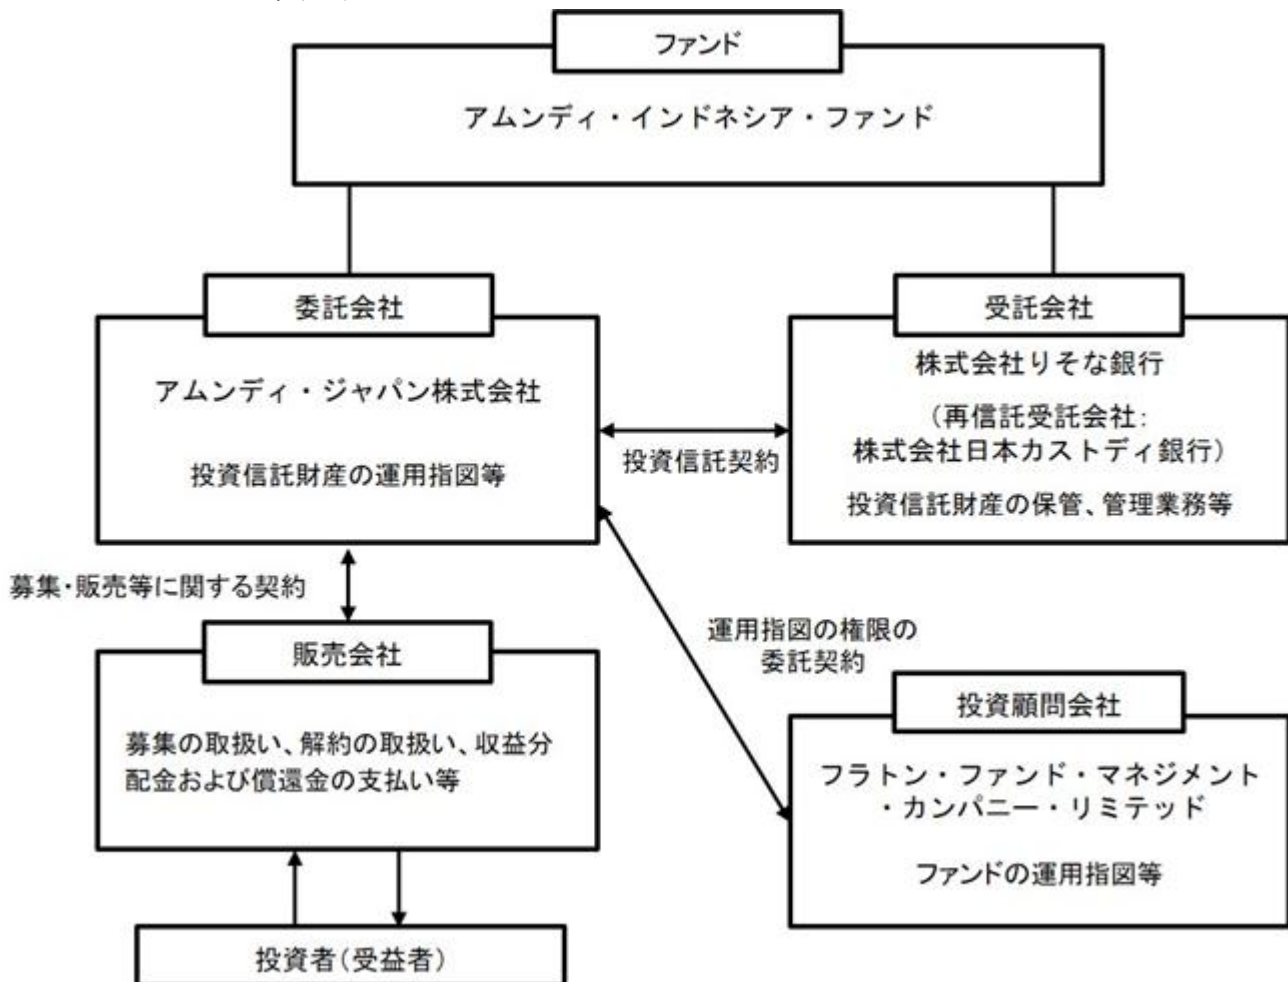 ファンド
アムンディ・インドネシア・ファンド
委託会社
アムンディ・ジャパン株式会社
投資信託財産の運用指図等
受託会社
株式会社りそな銀行
（再信託受託会社：
株式会社日本カストディ銀行）
投資信託財産の保管、管理業務等
投資信託契約
募集・販売等に関する契約
運用指図の権限の
委託契約
販売会社
募集の取扱い、解約の取扱い、収益分
配金および償還金の支払い等
投資顧問会社
フラトン・ファンド・マネジメント
・カンパニー・リミテッド
ファンドの運用指図等
投資者（受益者）